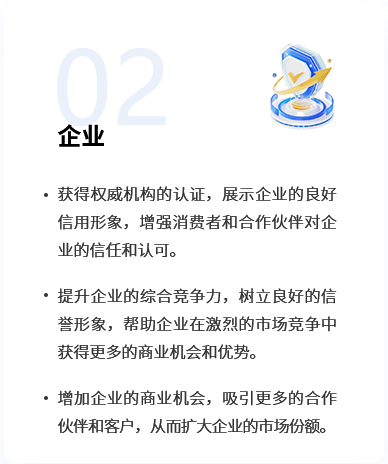 02
企业
• 获得权威机构的认证，展示企业的良好
信用形象，增强消费者和合作伙伴对企
业的信任和认可。
• 提升企业的综合竞争力，树立良好的信
誉形象，帮助企业在激烈的市场竞争中
获得更多的商业机会和优势。
• 增加企业的商业机会，吸引更多的合作
伙伴和客户，从而扩大企业的市场份额。